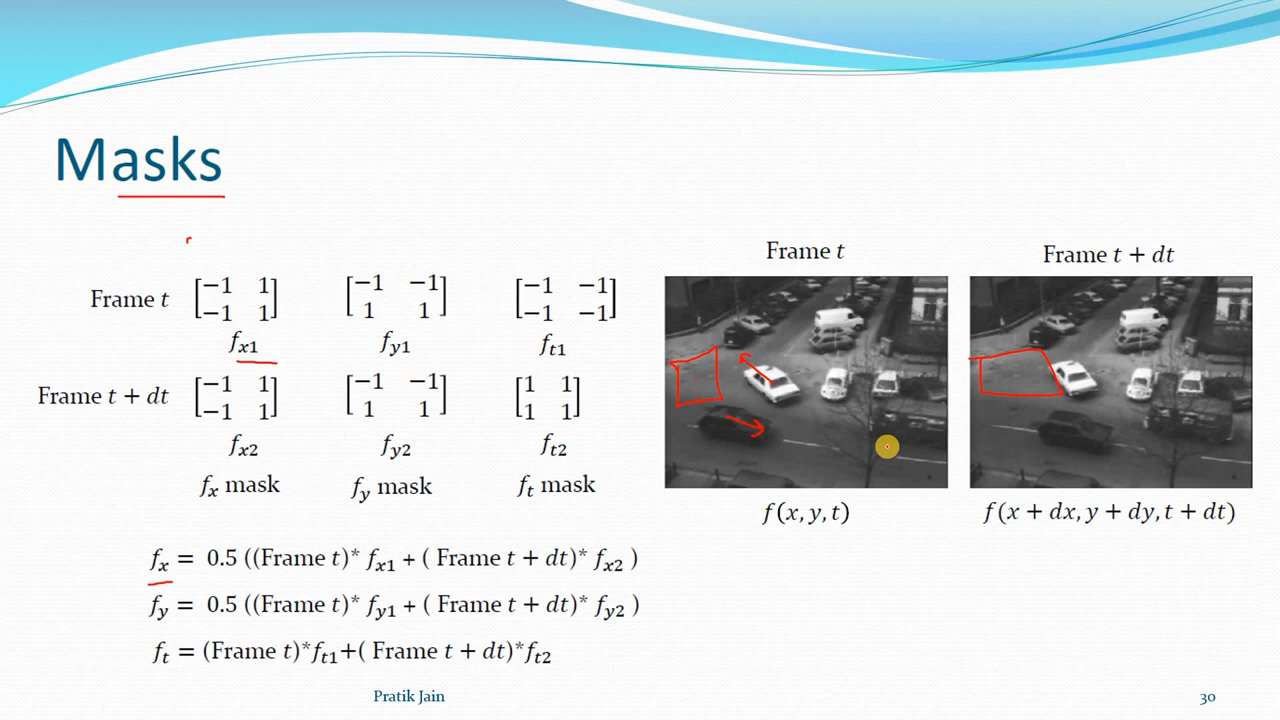 Masks
Frame t [−1 1 −1 1] [−1 −1 1 1] [−1 −1 −1 −1]
f_x1 f_y1 f_t1
Frame t + dt [−1 1 −1 1] [−1 −1 1 1] [1 1 1 1]
f_x2 f_y2 f_t2
f_x mask f_y mask f_t mask
f_x = 0.5 ((Frame t)* f_x1 + ( Frame t + dt)* f_x2 )
f_y = 0.5 ((Frame t)* f_y1 + ( Frame t + dt)* f_y2 )
f_t = (Frame t)*f_t1+( Frame t + dt)*f_t2
Frame t
Frame t + dt
f(x, y, t)
f(x + dx, y + dy, t + dt)
Pratik Jain
30